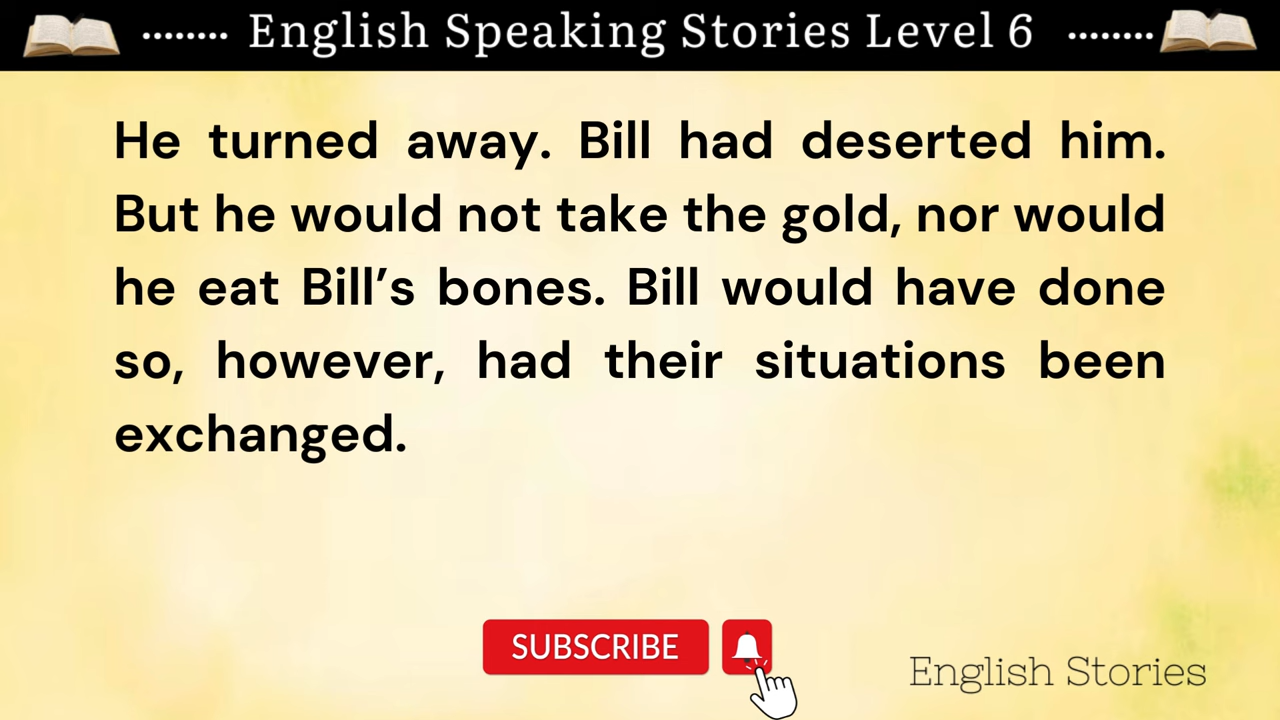 English Speaking Stories Level 6
He turned away. Bill had deserted him.
But he would not take the gold, nor would
he eat Bill’s bones. Bill would have done
so, however, had their situations been
exchanged.
SUBSCRIBE
English Stories